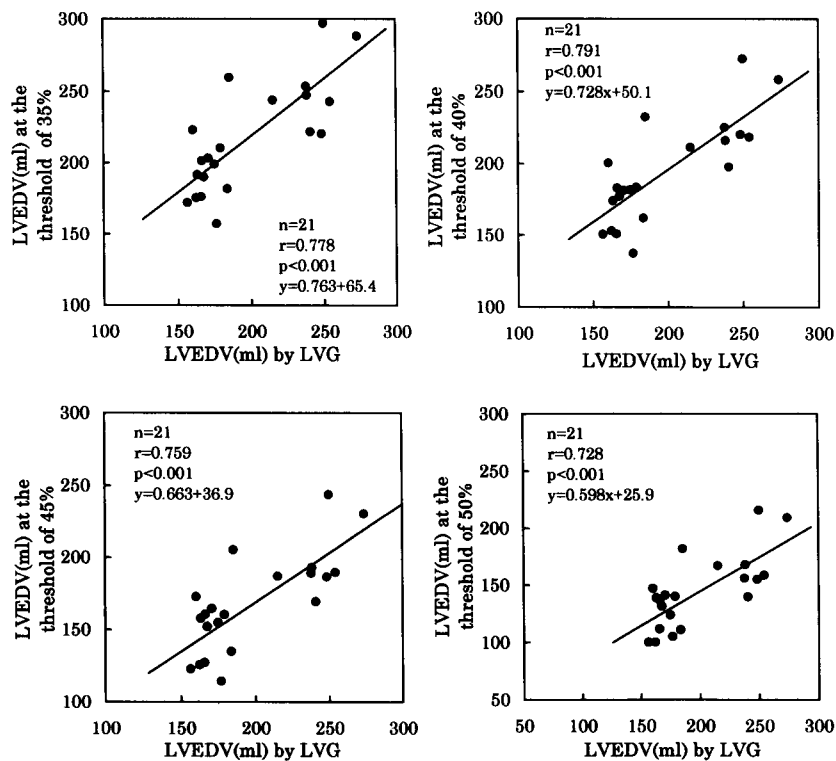 300
250
200
150
100
LVEDV(ml) at the
threshold of 35%
n=21
r=0.778
p<0.001
y=0.763+65.4
100 150 200 250 300
LVEDV(ml) by LVG
300
250
200
150
100
LVEDV(ml) at the
threshold of 40%
n=21
r=0.791
p<0.001
y=0.728x+50.1
100 150 200 250 300
LVEDV(ml) by LVG
300
250
200
150
100
LVEDV(ml) at the
threshold of 45%
n=21
r=0.759
p<0.001
y=0.663+36.9
100 150 200 250 300
LVEDV(ml) by LVG
300
250
200
150
100
50
LVEDV(ml) at the
threshold of 50%
n=21
r=0.728
p<0.001
y=0.598x+25.9
50 100 150 200 250 300
LVEDV(ml) by LVG